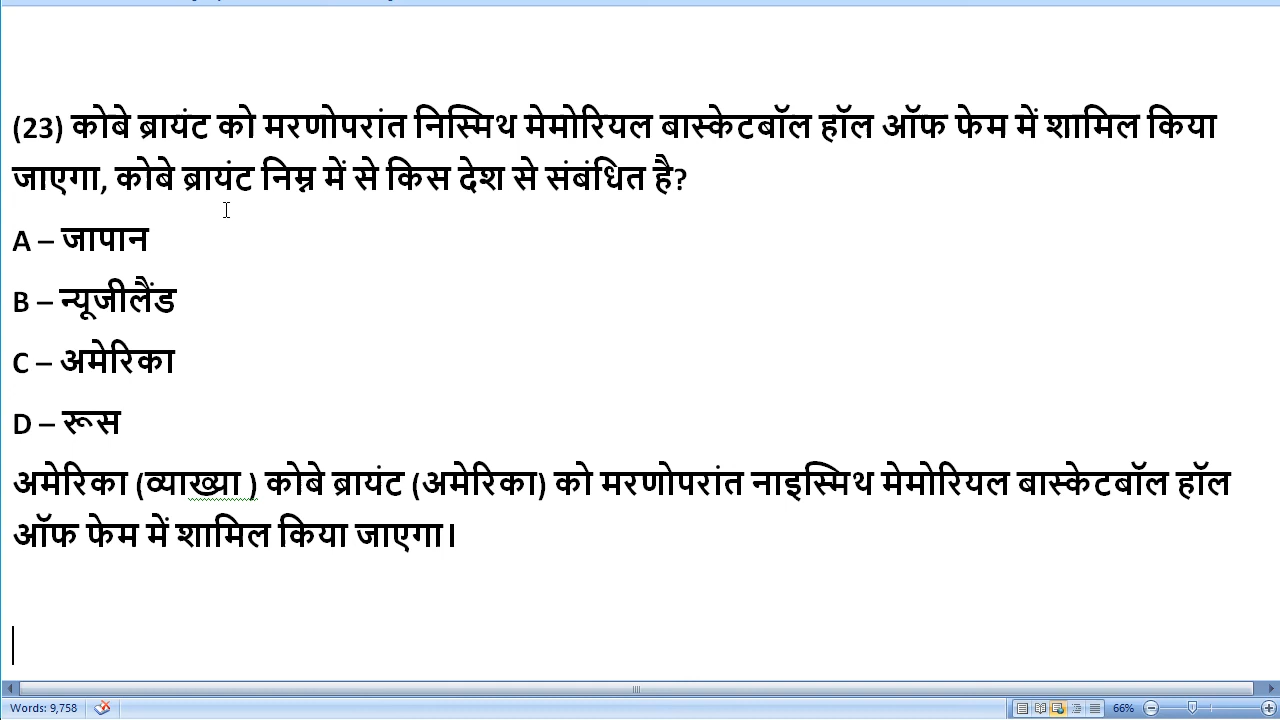 (23) कोबे ब्रायंट को मरणोपरांत निस्मिथ मेमोरियल बास्केटबॉल हॉल ऑफ फेम में शामिल किया
जाएगा, कोबे ब्रायंट निम्न में से किस देश से संबंधित है?
A – जापान
B – न्यूजीलैंड
C – अमेरिका
D – रूस
अमेरिका (व्याख्या ) कोबे ब्रायंट (अमेरिका) को मरणोपरांत नाइस्मिथ मेमोरियल बास्केटबॉल हॉल
ऑफ फेम में शामिल किया जाएगा।
Words: 9,758 66%